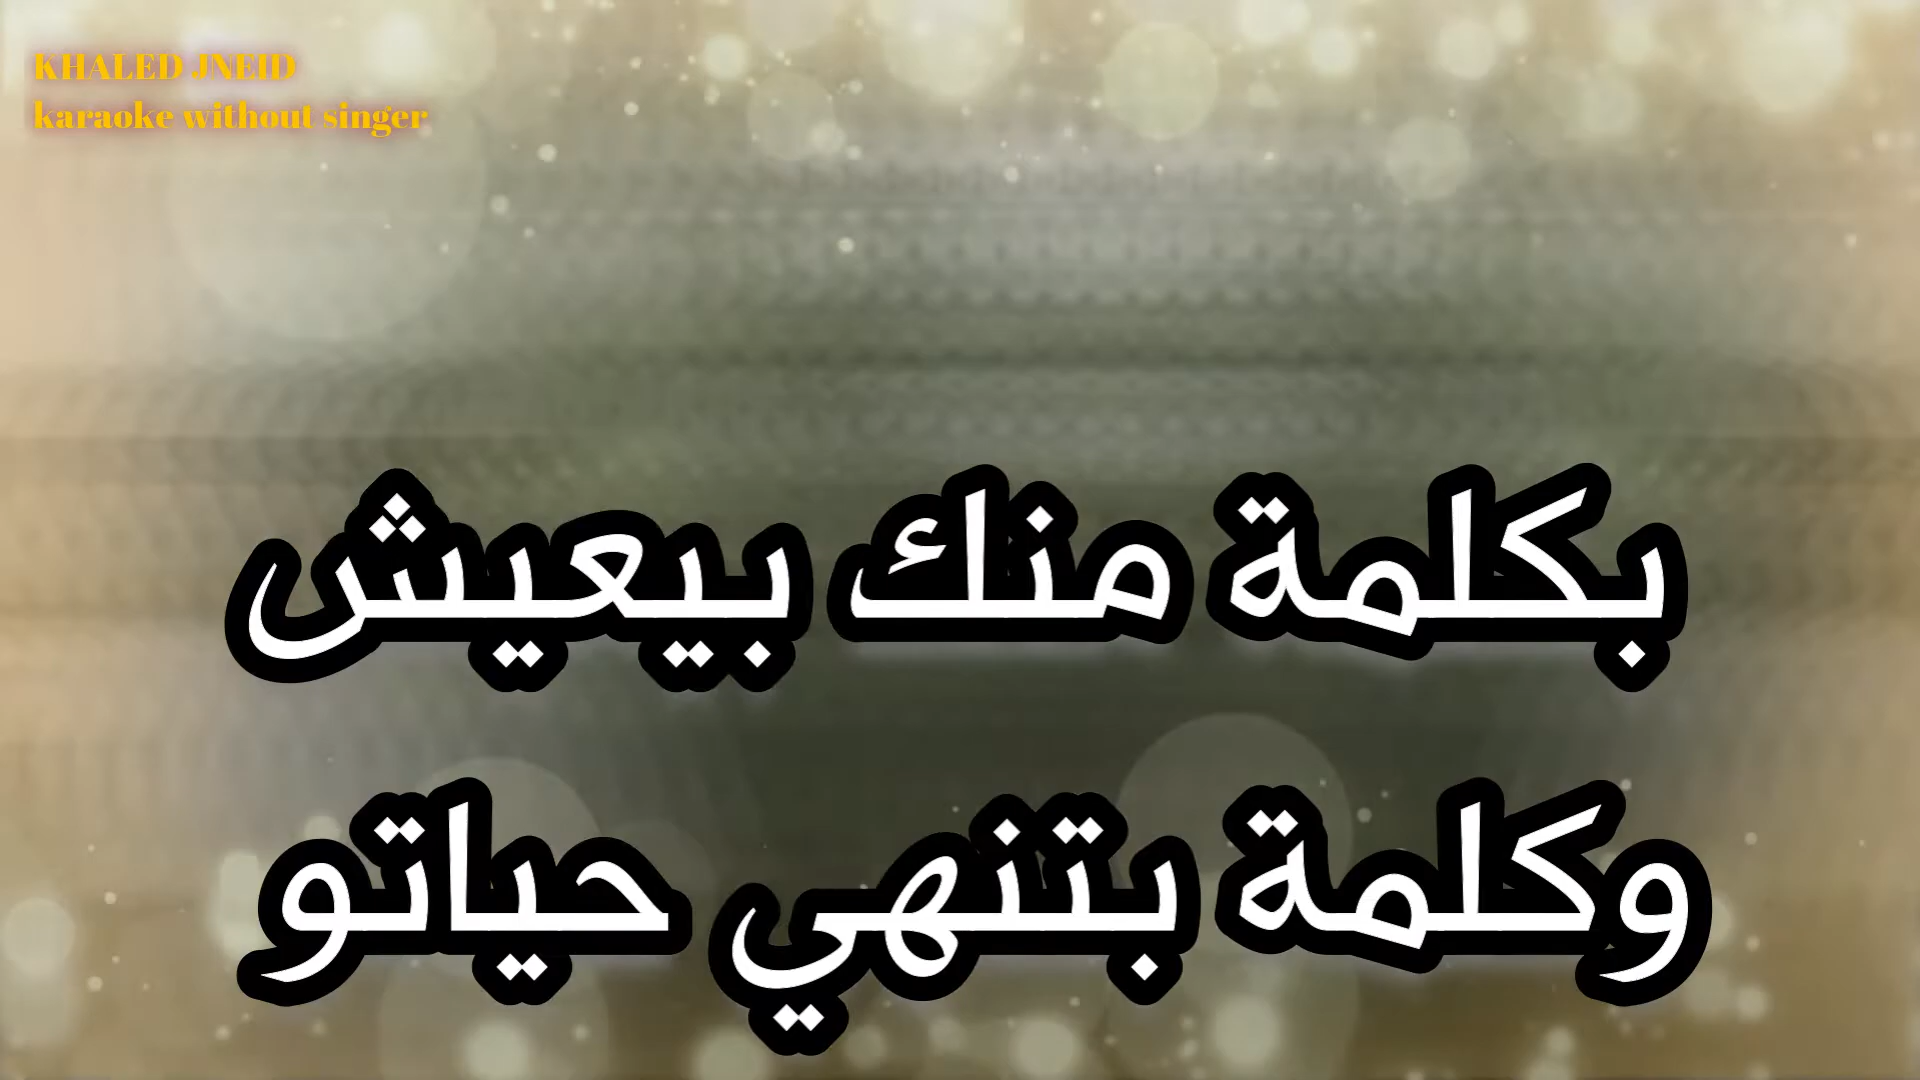 KHALED JNEID
karaoke without singer
بكلمة منك بيعيش
وكلمة بتنهي حياتو